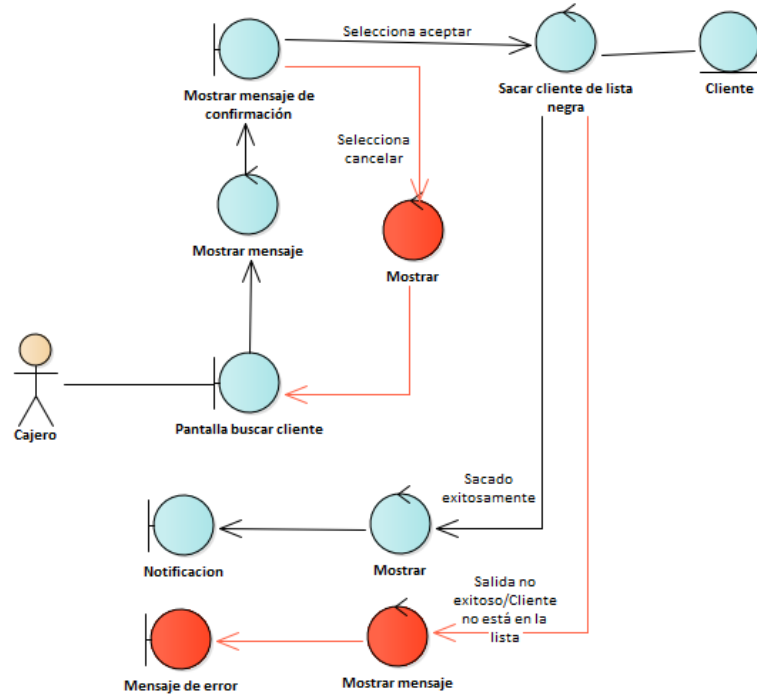 Selecciona aceptar
Mostrar mensaje de
confirmación
Sacar cliente de lista
negra
Cliente
Selecciona
cancelar
Mostrar mensaje
Mostrar
Cajero
Pantalla buscar cliente
Sacado
exitosamente
Notificacion
Mostrar
Salida no
exitoso/Cliente
no está en la
lista
Mensaje de error
Mostrar mensaje